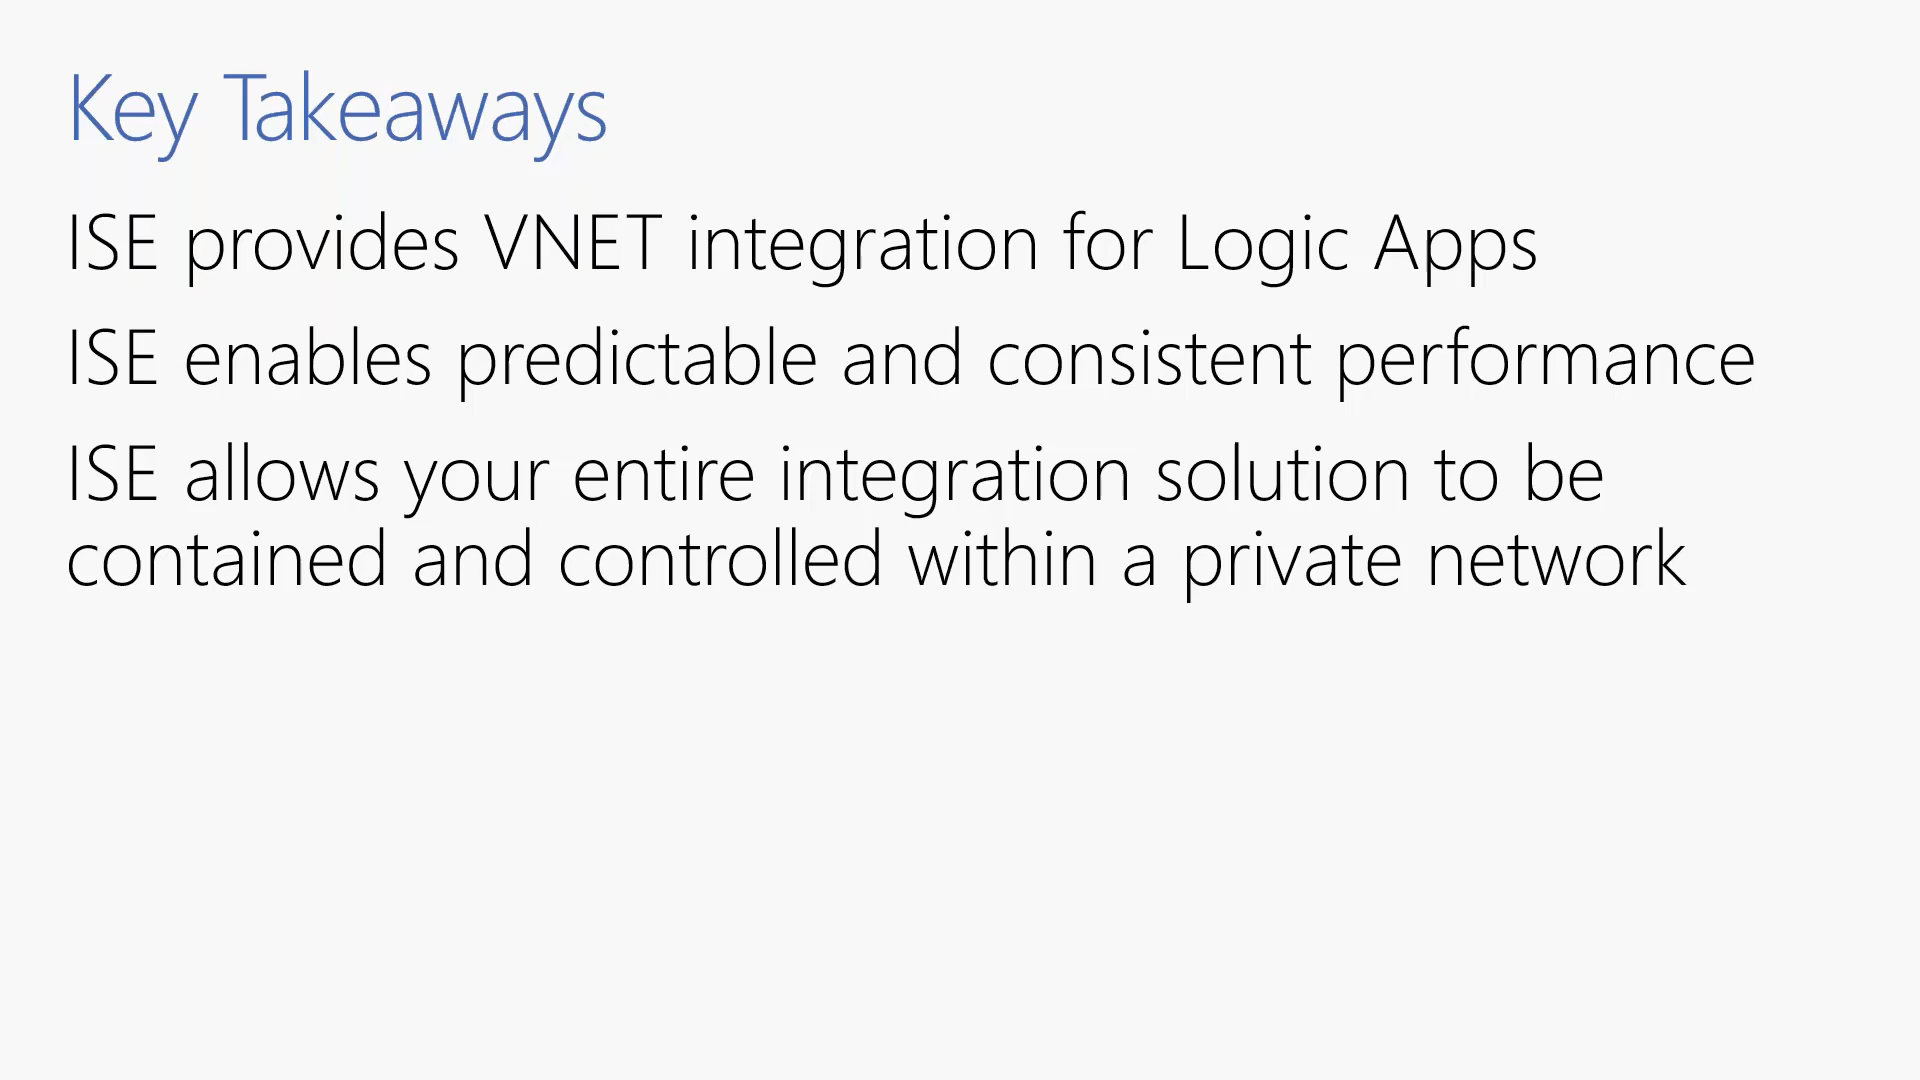 Key Takeaways
ISE provides VNET integration for Logic Apps
ISE enables predictable and consistent performance
ISE allows your entire integration solution to be
contained and controlled within a private network